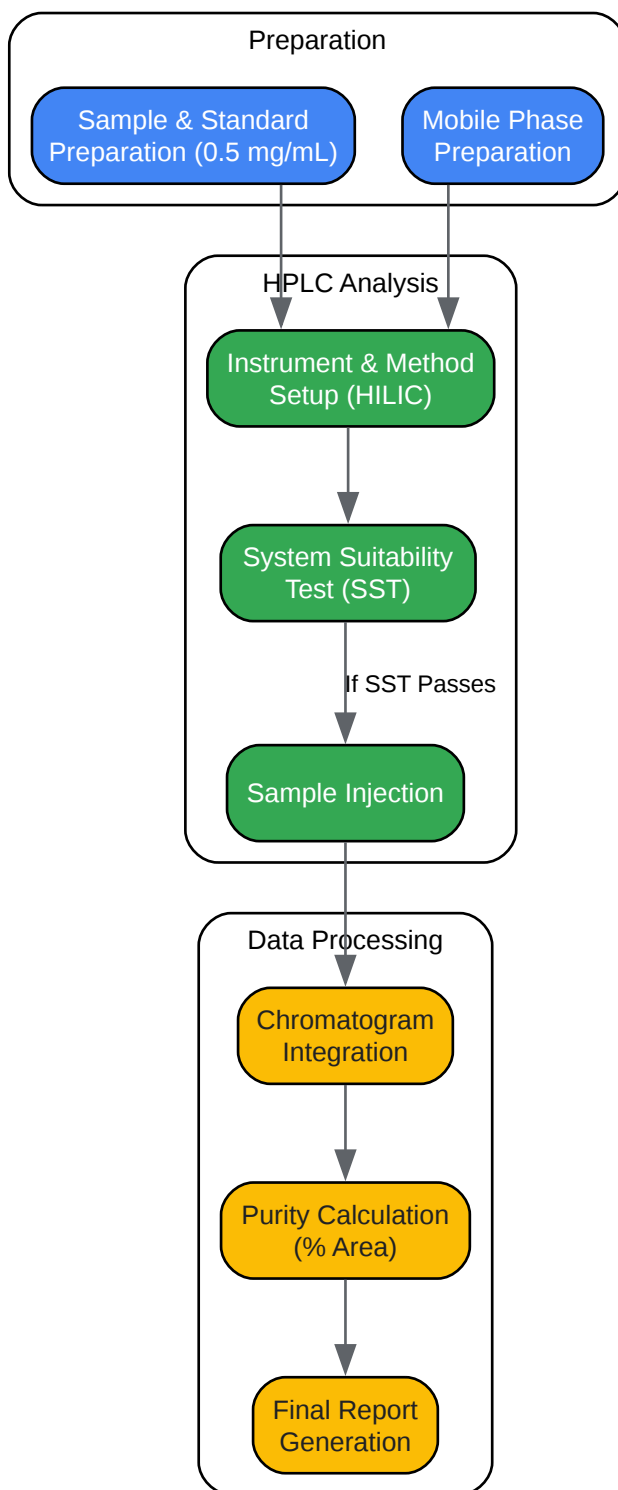 Preparation
Sample & Standard
Preparation (0.5 mg/mL)
Mobile Phase
Preparation
HPLC Analysis
Instrument & Method
Setup (HILIC)
System Suitability
Test (SST)
If SST Passes
Sample Injection
Data Processing
Chromatogram
Integration
Purity Calculation
(% Area)
Final Report
Generation